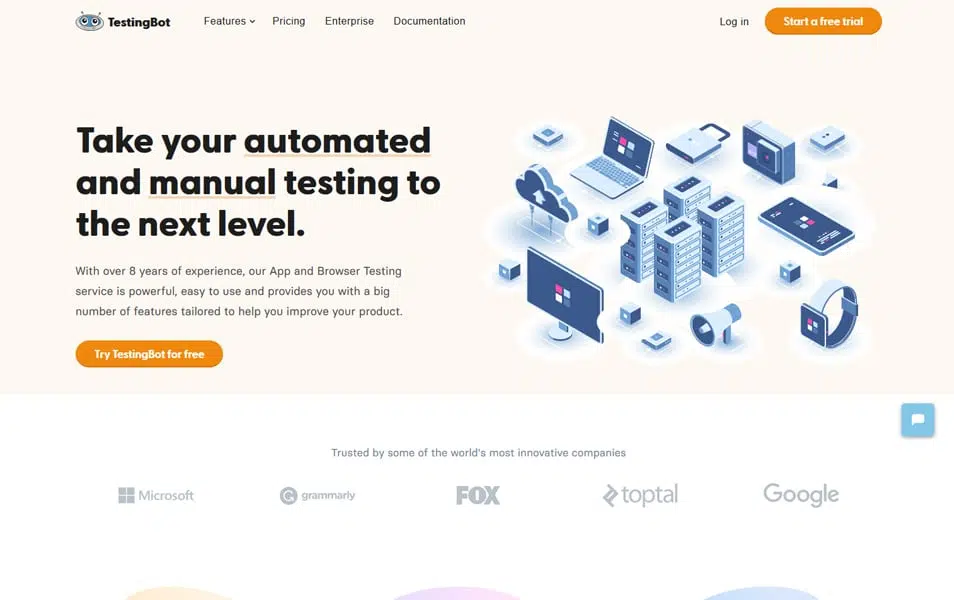 TestingBot
Features
Pricing
Enterprise
Documentation
Log in
Start a free trial
Take your automated
and manual testing to
the next level.
With over 8 years of experience, our App and Browser Testing
service is powerful, easy to use and provides you with a big
number of features tailored to help you improve your product.
Try TestingBot for free
Trusted by some of the world's most innovative companies
Microsoft
grammarly
FOX
toptal
Google